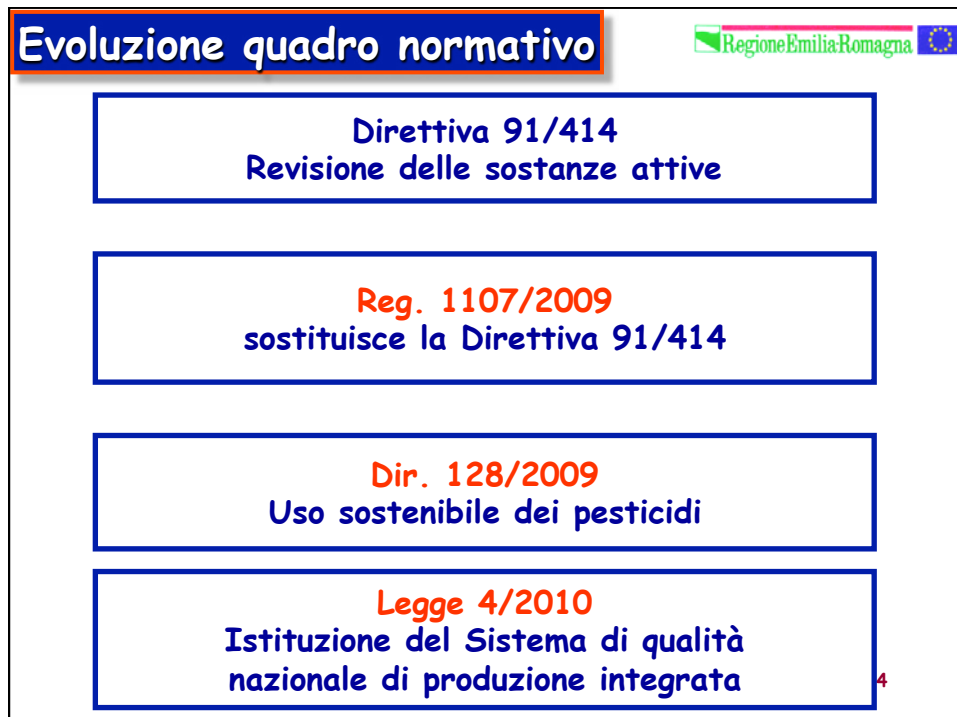 Evoluzione quadro normativo
RegioneEmilia-Romagna
Direttiva 91/414
Revisione delle sostanze attive
Reg. 1107/2009
sostituisce la Direttiva 91/414
Dir. 128/2009
Uso sostenibile dei pesticidi
Legge 4/2010
Istituzione del Sistema di qualità
nazionale di produzione integrata
4